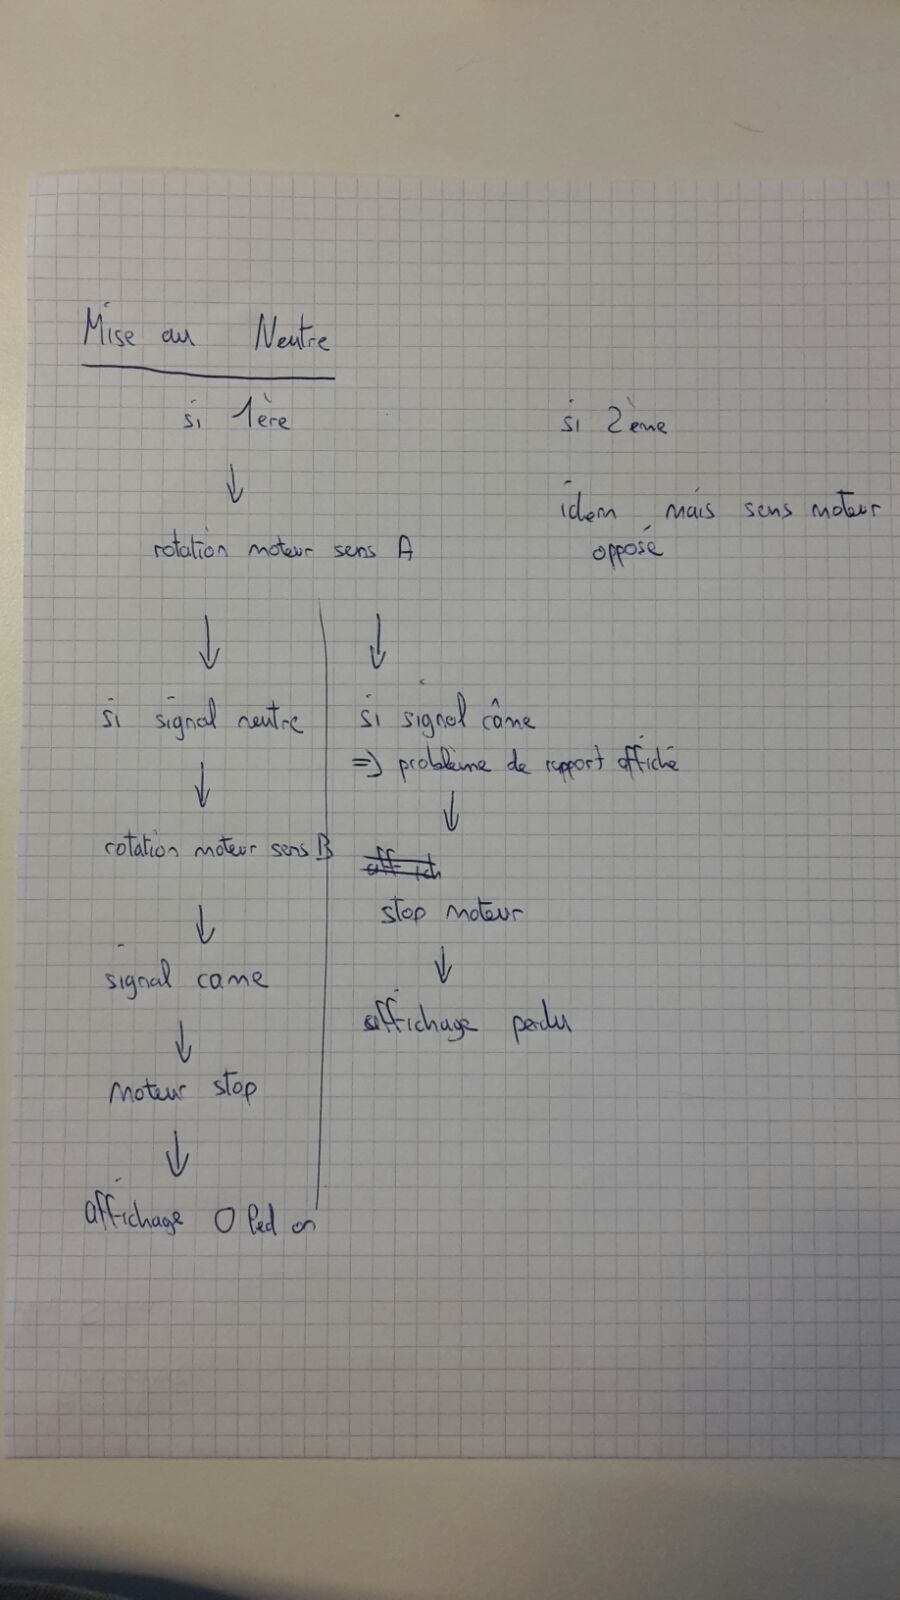 Mise au Neutre
si 1ère
si 2ème
↓
idem mais sens moteur
opposé
rotation moteur sens A
↓
↓
si signal neutre
si signal câme
=> problème de rapport affiché
↓
↓
rotation moteur sens B
affich
stop moteur
↓
↓
signal came
affichage perdu
↓
moteur stop
↓
affichage O led on